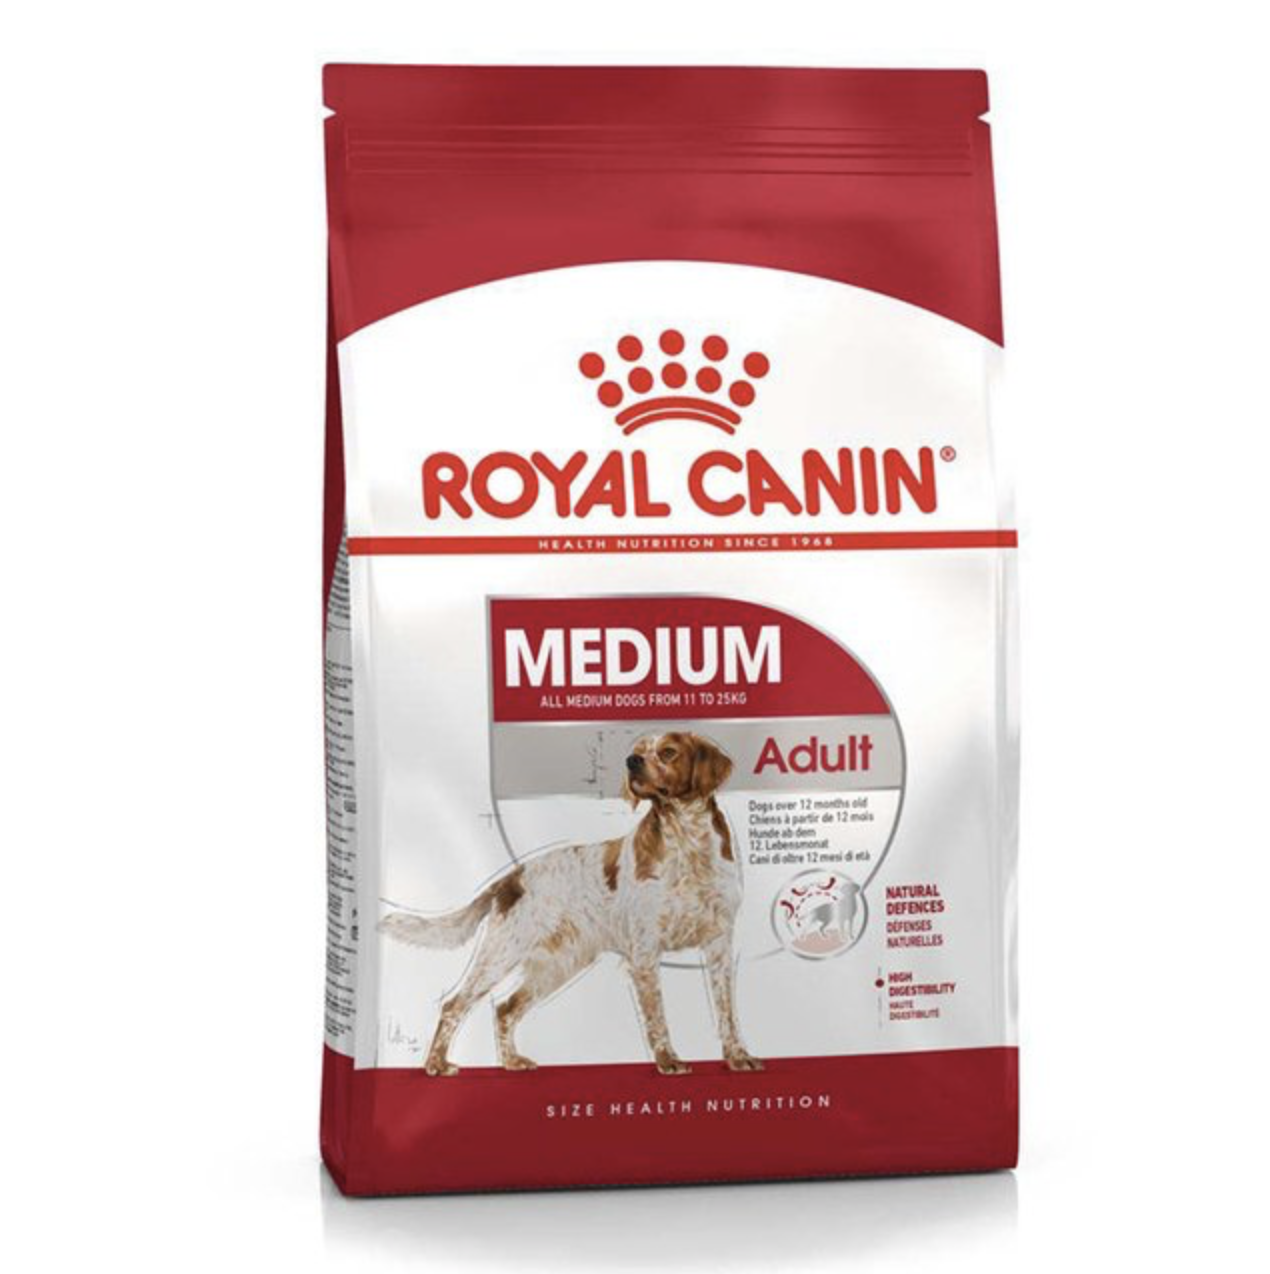 ROYAL CANIN®
HEALTH NUTRITION SINCE 1968
MEDIUM
ALL MEDIUM DOGS FROM 11 TO 25KG
Adult
Dogs over 12 months old
Chiens à partir de 12 mois
Hunde ab dem
12. Lebensmonat
Cani di oltre 12 mesi di età
NATURAL
DEFENCES
DÉFENSES
NATURELLES
HIGH
DIGESTIBILITY
HAUTE
DIGESTIBILITÉ
SIZE HEALTH NUTRITION